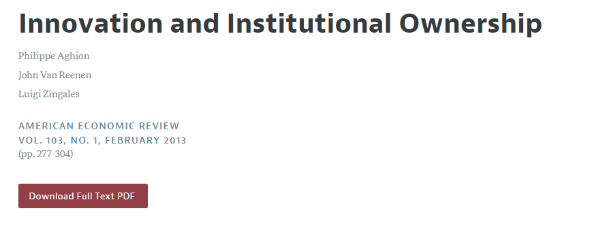 Innovation and Institutional Ownership
Philippe Aghion
John Van Reenen
Luigi Zingales
AMERICAN ECONOMIC REVIEW
VOL. 103, NO. 1, FEBRUARY 2013
(pp. 277-304)
Download Full Text PDF